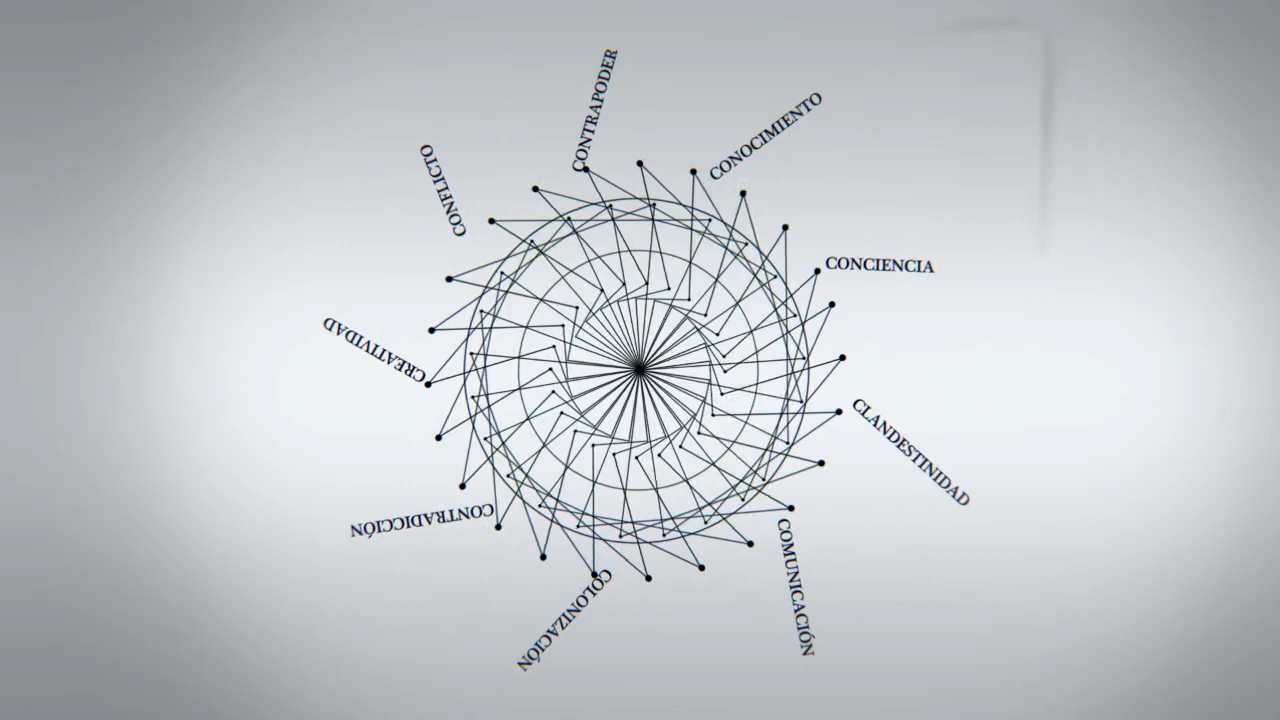 CONTRAPODER
CONOCIMIENTO
CONCIENCIA
CLANDESTINIDAD
COMUNICACIÓN
COLONIZACIÓN
CONTRADICCIÓN
CREATIVIDAD
CONFLICTO